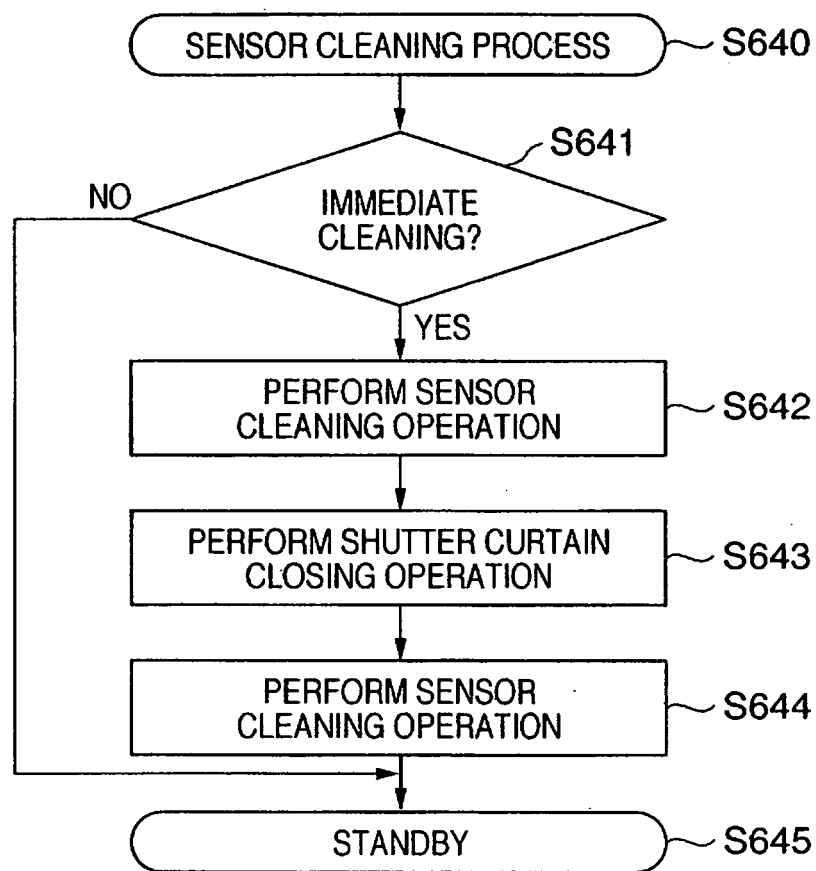 SENSOR CLEANING PROCESS
S640
S641
NO
IMMEDIATE
CLEANING?
YES
PERFORM SENSOR
CLEANING OPERATION
S642
PERFORM SHUTTER CURTAIN
CLOSING OPERATION
S643
PERFORM SENSOR
CLEANING OPERATION
S644
STANDBY
S645